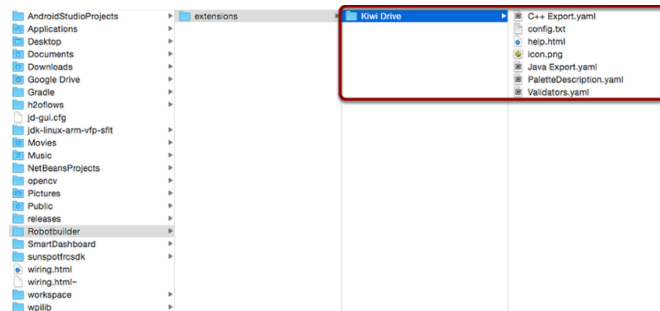 AndroidStudioProjects
Applications
Desktop
Documents
Downloads
Google Drive
Gradle
h2oflows
jd-gui.cfg
jdk-linux-arm-vfp-sflt
Movies
Music
NetBeansProjects
opencv
Pictures
Public
releases
Robotbuilder
SmartDashboard
sunspotfrcsdk
wiring.html
wiring.html~
workspace
wpilib
extensions
Kiwi Drive
C++ Export.yaml
config.txt
help.html
icon.png
Java Export.yaml
PaletteDescription.yaml
Validators.yaml